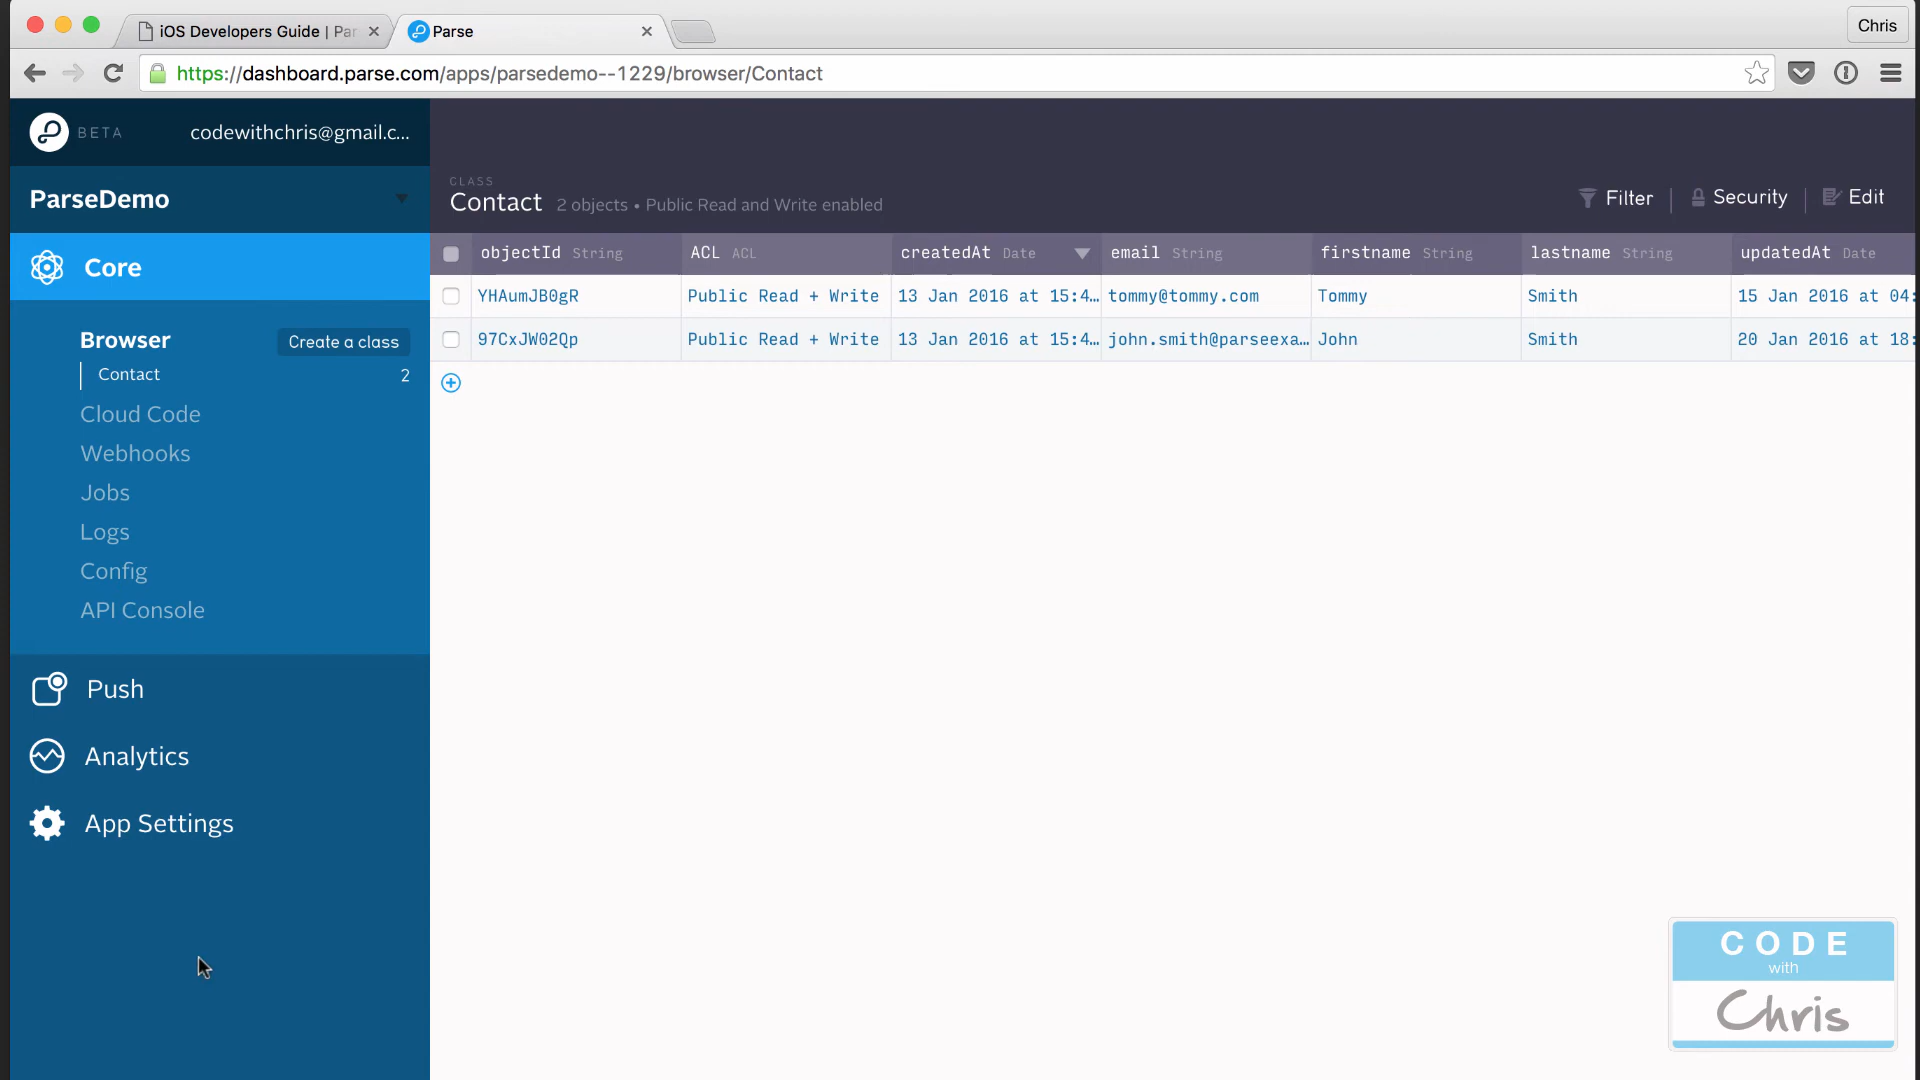 iOS Developers Guide | Par
Parse
Chris
https://dashboard.parse.com/apps/parsedemo--1229/browser/Contact
BETA
codewithchris@gmail.c...
ParseDemo
Core
Browser
Create a class
Contact
2
Cloud Code
Webhooks
Jobs
Logs
Config
API Console
Push
Analytics
App Settings
CLASS
Contact 2 objects • Public Read and Write enabled
Filter
Security
Edit
objectId String ACL ACL createdAt Date email String firstname String lastname String updatedAt Date
YHAumJB0gR Public Read + Write 13 Jan 2016 at 15:4… tommy@tommy.com Tommy Smith 15 Jan 2016 at 04:
97CxJW02Qp Public Read + Write 13 Jan 2016 at 15:4… john.smith@parseexa… John Smith 20 Jan 2016 at 18:
CODE
with
Chris